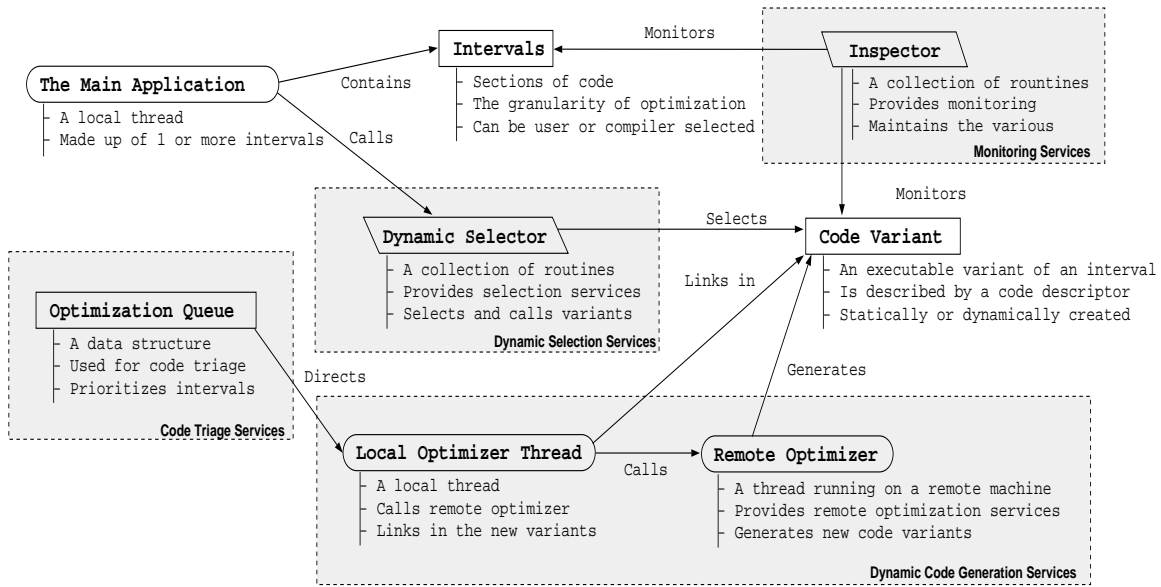 Intervals
- Sections of code
- The granularity of optimization
- Can be user or compiler selected
Monitors
Inspector
- A collection of rountines
- Provides monitoring
- Maintains the various
Monitoring Services
The Main Application
- A local thread
- Made up of 1 or more intervals
Contains
Calls
Monitors
Dynamic Selector
- A collection of routines
- Provides selection services
- Selects and calls variants
Dynamic Selection Services
Selects
Code Variant
- An executable variant of an interval
- Is described by a code descriptor
- Statically or dynamically created
Links in
Optimization Queue
- A data structure
- Used for code triage
- Prioritizes intervals
Code Triage Services
Directs
Generates
Local Optimizer Thread
- A local thread
- Calls remote optimizer
- Links in the new variants
Calls
Remote Optimizer
- A thread running on a remote machine
- Provides remote optimization services
- Generates new code variants
Dynamic Code Generation Services